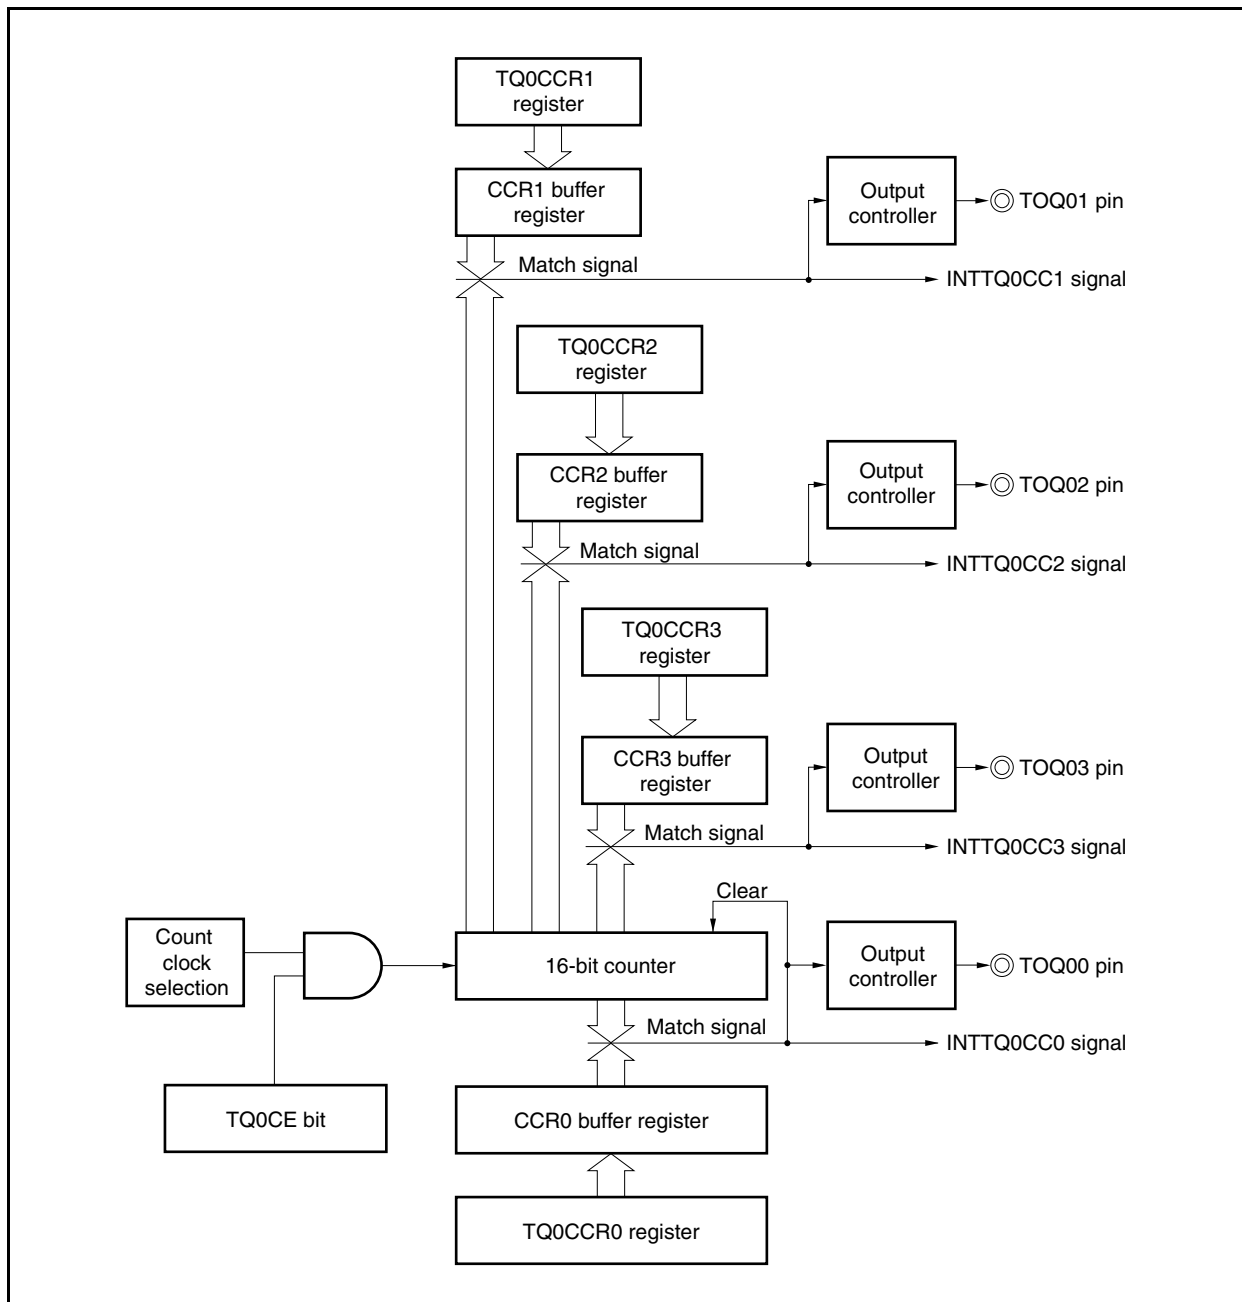 TQ0CCR1
register
CCR1 buffer
register
Output
controller
TOQ01 pin
Match signal
INTTQ0CC1 signal
TQ0CCR2
register
CCR2 buffer
register
Output
controller
TOQ02 pin
Match signal
INTTQ0CC2 signal
TQ0CCR3
register
CCR3 buffer
register
Output
controller
TOQ03 pin
Match signal
INTTQ0CC3 signal
Clear
Count
clock
selection
16-bit counter
Output
controller
TOQ00 pin
Match signal
INTTQ0CC0 signal
TQ0CE bit
CCR0 buffer register
TQ0CCR0 register